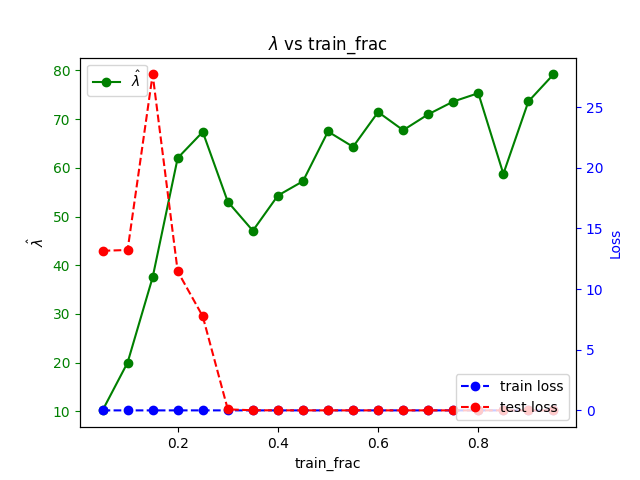 λ vs train_frac
λ̂
80
70
60
50
40
30
20
10
λ̂
25
20
15
10
5
0
Loss
train loss
test loss
0.2 0.4 0.6 0.8
train_frac